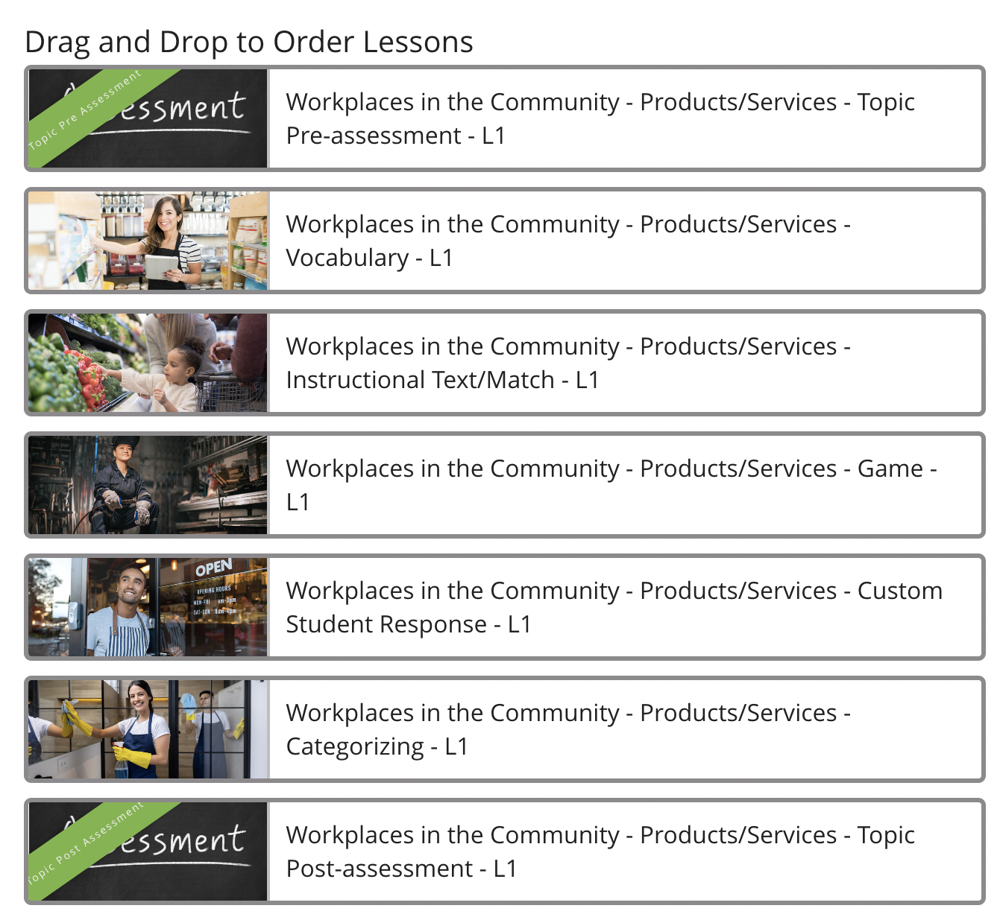 Drag and Drop to Order Lessons
Topic Pre Assessment
essment
Workplaces in the Community - Products/Services - Topic
Pre-assessment - L1
Workplaces in the Community - Products/Services -
Vocabulary - L1
Workplaces in the Community - Products/Services -
Instructional Text/Match - L1
Workplaces in the Community - Products/Services - Game -
L1
OPEN
OPENING HOURS
MON-FRI am-3pm
SAT-SUN 8am-4pm
Workplaces in the Community - Products/Services - Custom
Student Response - L1
Workplaces in the Community - Products/Services -
Categorizing - L1
Topic Post Assessment
essment
Workplaces in the Community - Products/Services - Topic
Post-assessment - L1